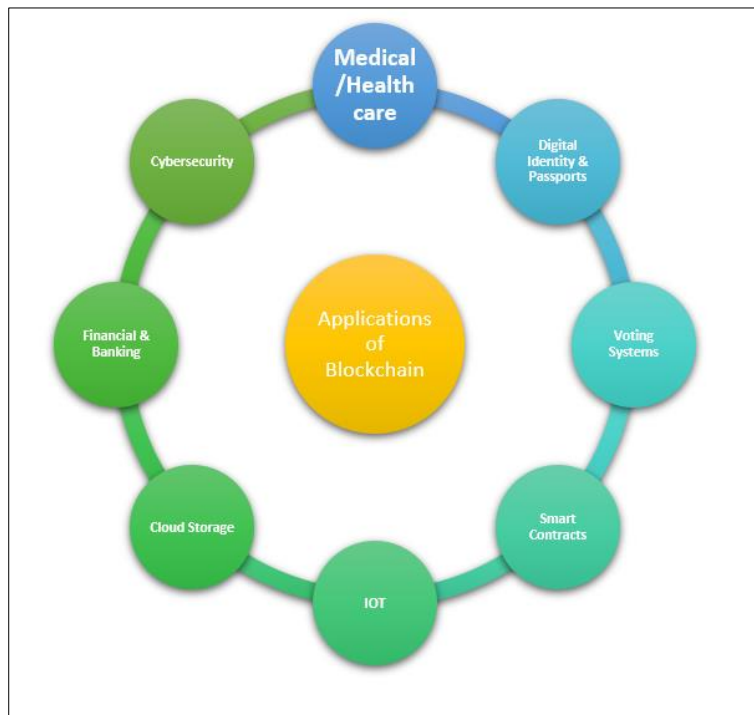 Medical
/Health
care
Digital
Identity &
Passports
Cybersecurity
Applications
of
Blockchain
Financial &
Banking
Voting
Systems
Cloud Storage
Smart
Contracts
IOT